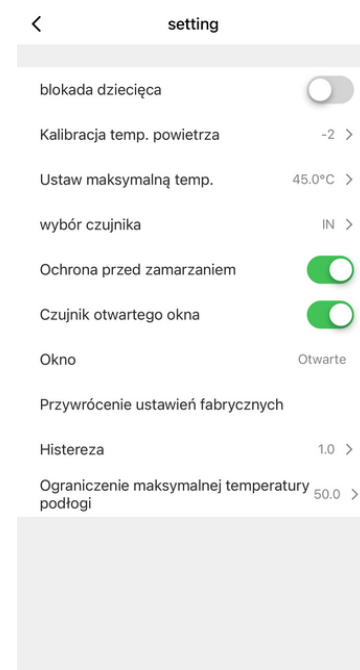 setting
blokada dziecięca
Kalibracja temp. powietrza -2
Ustaw maksymalną temp. 45.0°C
wybór czujnika IN
Ochrona przed zamarzaniem
Czujnik otwartego okna
Okno Otwarte
Przywrócenie ustawień fabrycznych
Histereza 1.0
Ograniczenie maksymalnej temperatury 50.0
podłogi